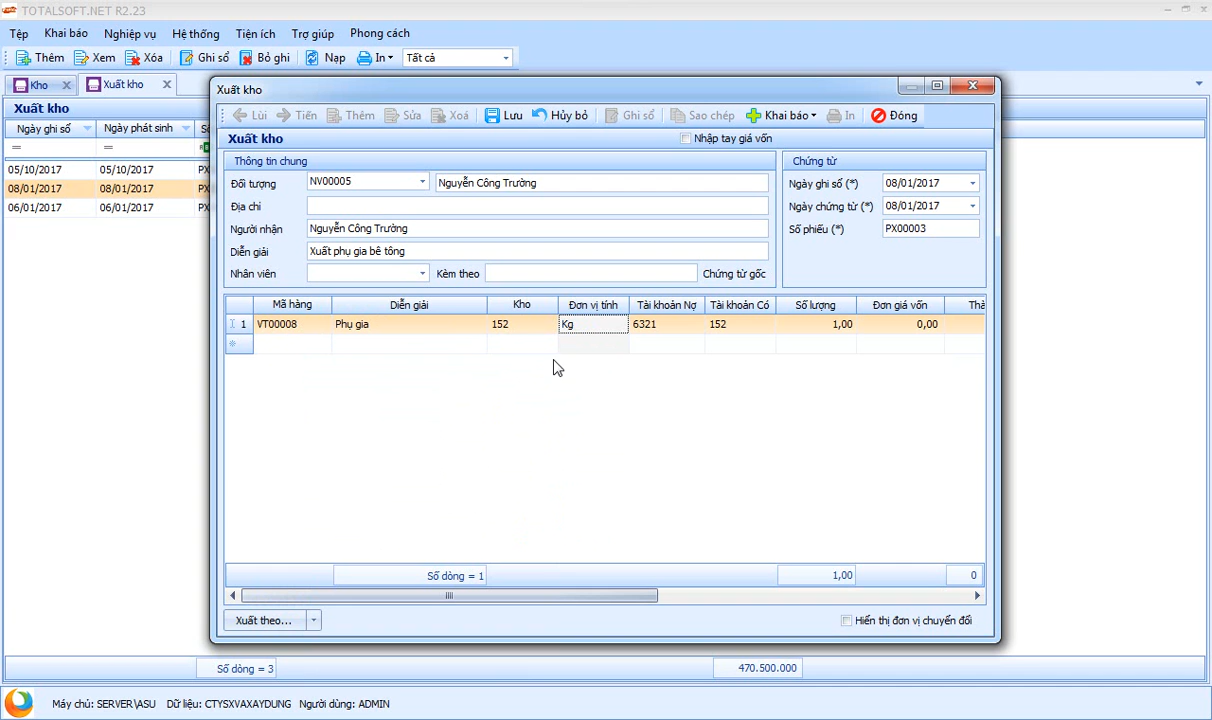 TOTALSOFT.NET R2.23
Tệp Khai báo Nghiệp vụ Hệ thống Tiện ích Trợ giúp Phong cách
Thêm Xem Xóa Ghi sổ Bỏ ghi Nạp In Tất cả
Kho Xuất kho
Xuất kho
Ngày ghi sổ Ngày phát sinh
= =
05/10/2017 05/10/2017 PX
08/01/2017 08/01/2017 PX
06/01/2017 06/01/2017 PX
Xuất kho
Lùi Tiến Thêm Sửa Xoá Lưu Hủy bỏ Ghi sổ Sao chép Khai báo In Đóng
Xuất kho Nhập tay giá vốn
Thông tin chung
Đối tượng NV00005 Nguyễn Công Trường
Địa chỉ
Người nhận Nguyễn Công Trường
Diễn giải Xuất phụ gia bê tông
Nhân viên Kèm theo Chứng từ gốc
Chứng từ
Ngày ghi sổ (*) 08/01/2017
Ngày chứng từ (*) 08/01/2017
Số phiếu (*) PX00003
Mã hàng Diễn giải Kho Đơn vị tính Tài khoản Nợ Tài khoản Có Số lượng Đơn giá vốn
1 VT00008 Phụ gia 152 Kg 6321 152 1,00 0,00
Số dòng = 1 1,00 0
Xuất theo... Hiển thị đơn vị chuyển đổi
Số dòng = 3 470.500.000
Máy chủ: SERVER\ASU Dữ liệu: CTYSXVAXAYDUNG Người dùng: ADMIN